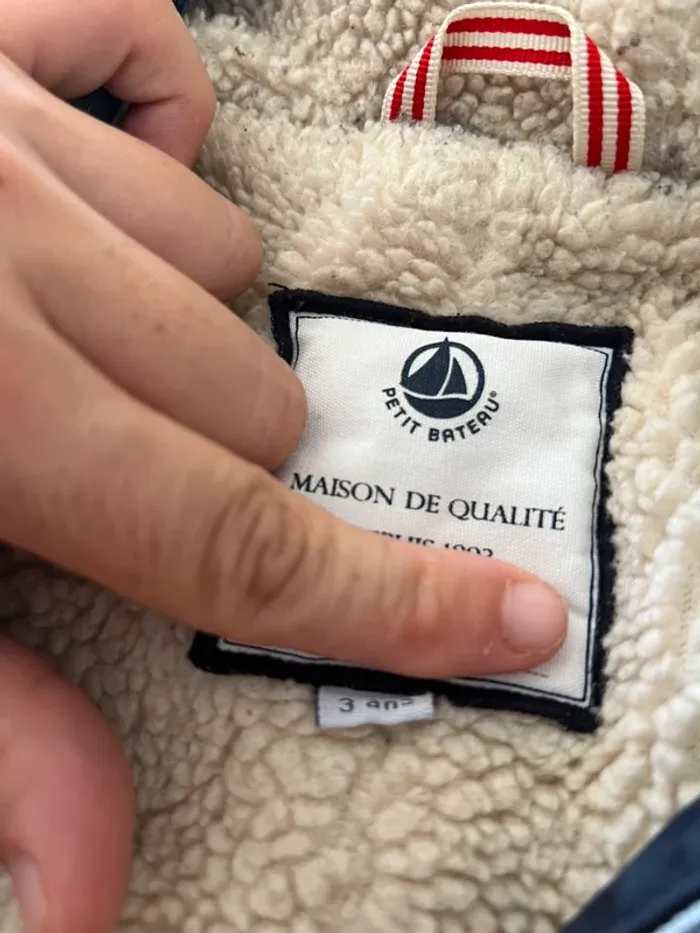 PETIT BATEAU®
MAISON DE QUALITÉ
3 ans